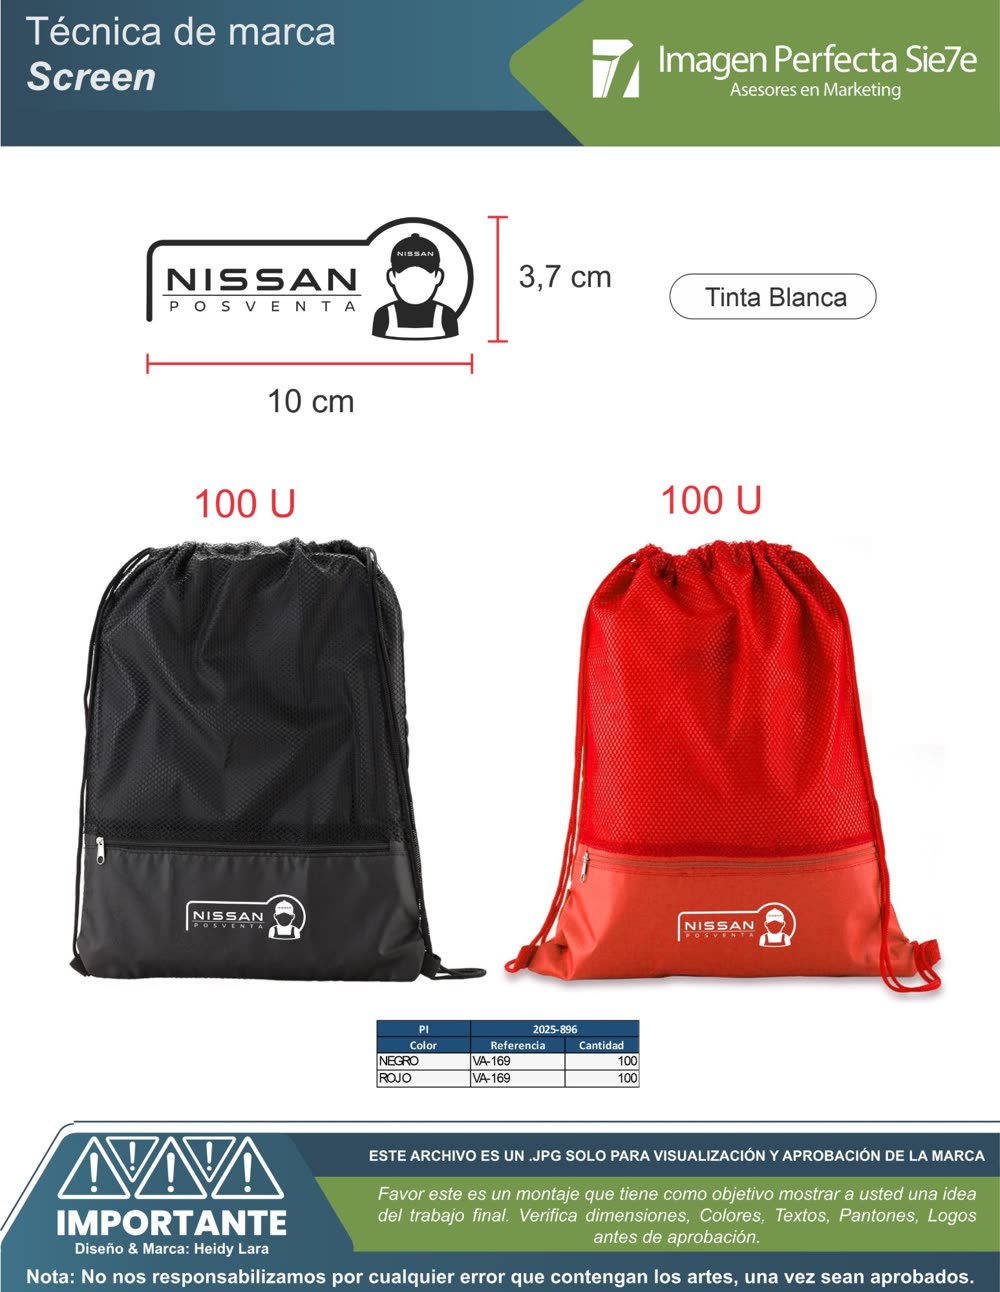 Técnica de marca
Screen
Imagen Perfecta Sie7e
Asesores en Marketing
NISSAN
NISSAN
POSVENTA
3,7 cm
Tinta Blanca
10 cm
100 U
100 U
NISSAN
POSVENTA
NISSAN
POSVENTA
PI 2025-896
Color Referencia Cantidad
NEGRO VA-169 100
ROJO VA-169 100
IMPORTANTE
Diseño & Marca: Heidy Lara
ESTE ARCHIVO ES UN .JPG SOLO PARA VISUALIZACIÓN Y APROBACIÓN DE LA MARCA
Favor este es un montaje que tiene como objetivo mostrar a usted una idea
del trabajo final. Verifica dimensiones, Colores, Textos, Pantones, Logos
antes de aprobación.
Nota: No nos responsabilizamos por cualquier error que contengan los artes, una vez sean aprobados.